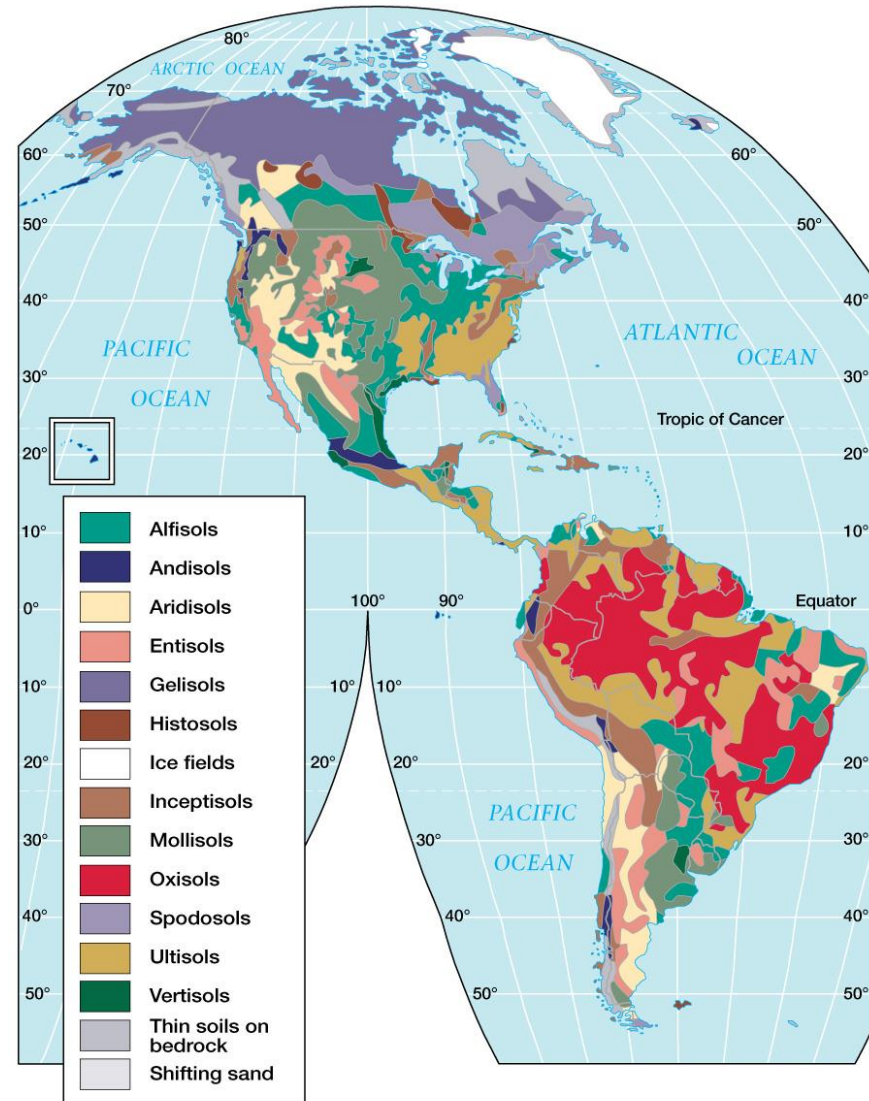 80°
ARCTIC OCEAN
70°
60°
60°
50°
50°
40°
40°
PACIFIC
OCEAN
ATLANTIC
OCEAN
30°
30°
Tropic of Cancer
20°
20°
10°
10°
0°
100°
90°
Equator
10°
10°
10°
10°
20°
20°
20°
20°
PACIFIC
OCEAN
30°
30°
30°
40°
40°
40°
50°
50°
50°
Alfisols
Andisols
Aridisols
Entisols
Gelisols
Histosols
Ice fields
Inceptisols
Mollisols
Oxisols
Spodosols
Ultisols
Vertisols
Thin soils on
bedrock
Shifting sand